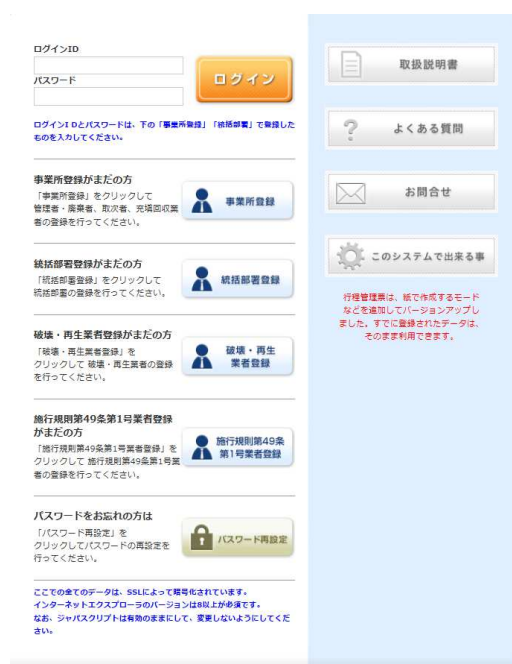 ログインID
パスワード
ログイン
ログインI Dとパスワードは、下の「事業所登録」「統括部署」で登録した
ものを入力してください。
事業所登録がまだの方
「事業所登録」をクリックして
管理者・廃棄者、取次者、充填回収業
者の登録を行ってください。
事業所登録
統括部署登録がまだの方
「統括部署登録」をクリックして
統括部署の登録を行ってください。
統括部署登録
破壊・再生業者登録がまだの方
「破壊・再生業者登録」を
クリックして 破壊・再生業者の登録
を行ってください。
破壊・再生
業者登録
施行規則第49条第1号業者登録
がまだの方
「施行規則第49条第1号業者登録」を
クリックして 施行規則第49条第1号業
者の登録を行ってください。
施行規則第49条
第1号業者登録
パスワードをお忘れの方は
「パスワード再設定」を
クリックしてパスワードの再設定を
行ってください。
パスワード再設定
ここでの全てのデータは、SSLによって暗号化されています。
インターネットエクスプローラのバージョンは8以上が必須です。
なお、ジャバスクリプトは有効のままにして、変更しないようにしてくだ
さい。
取扱説明書
よくある質問
お問合せ
このシステムで出来る事
行程管理票は、紙で作成するモード
などを追加してバージョンアップし
ました。すでに登録されたデータは、
そのまま利用できます。